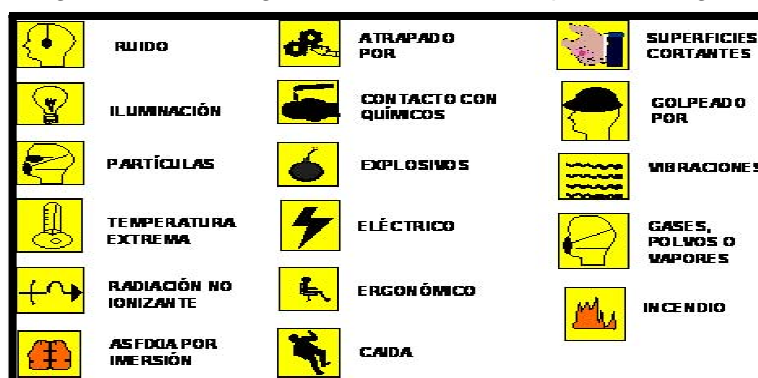 RUIDO
ILUMINACIÓN
PARTÍCULAS
TEMPERATURA
EXTREMA
RADIACIÓN NO
IONIZANTE
ASFIXIA POR
IMERSIÓN
ATRAPADO
POR
CONTACTO CON
QUÍMICOS
EXPLOSIVOS
ELÉCTRICO
ERGONÓMICO
CAIDA
SUPERFICIES
CORTANTES
GOLPEADO
POR
VIBRACIONES
GASES,
POLVOS O
VAPORES
INCENDIO